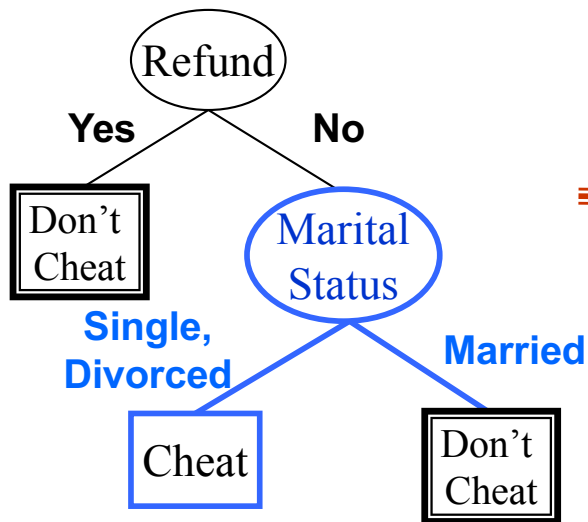 Refund
Yes
No
Don’t
Cheat
Marital
Status
Single,
Divorced
Married
Cheat
Don’t
Cheat